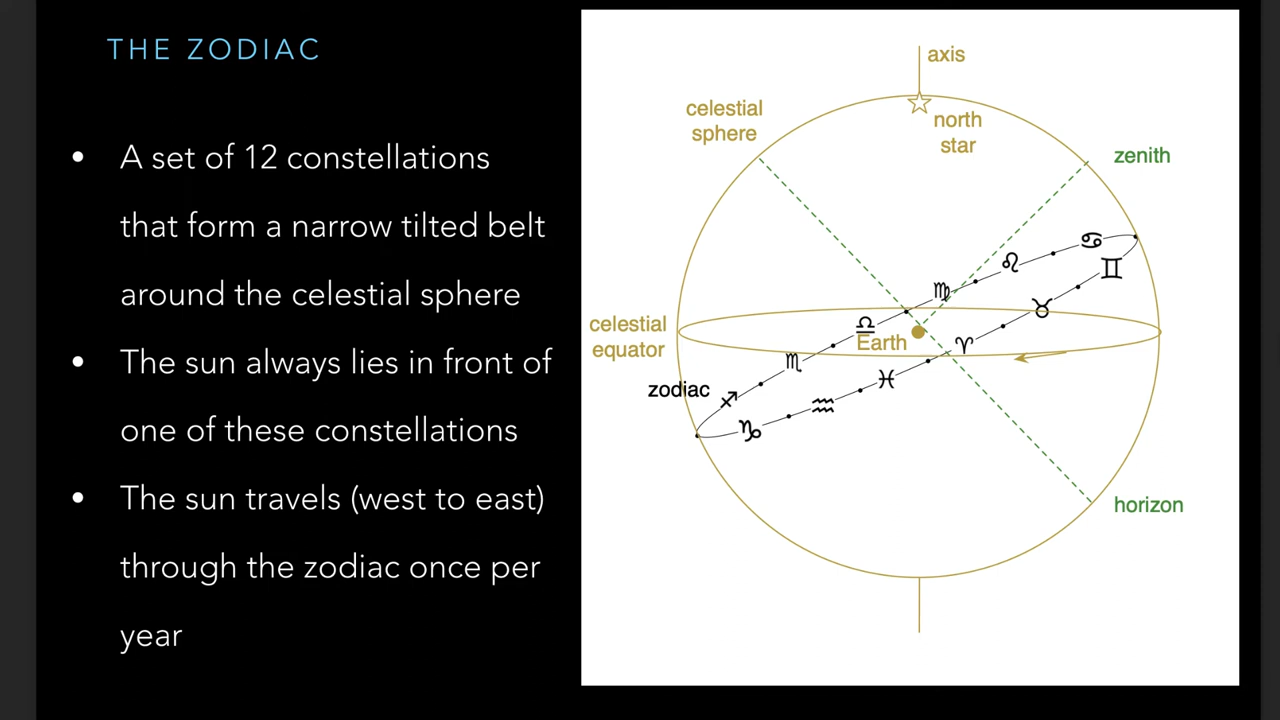 THE ZODIAC
• A set of 12 constellations
that form a narrow tilted belt
around the celestial sphere
• The sun always lies in front of
one of these constellations
• The sun travels (west to east)
through the zodiac once per
year
axis
celestial
sphere
north
star
zenith
♋
♌
♊
♍
♉
♎
celestial
equator
Earth
♈
♏
♓
zodiac
♐
♒
♑
horizon